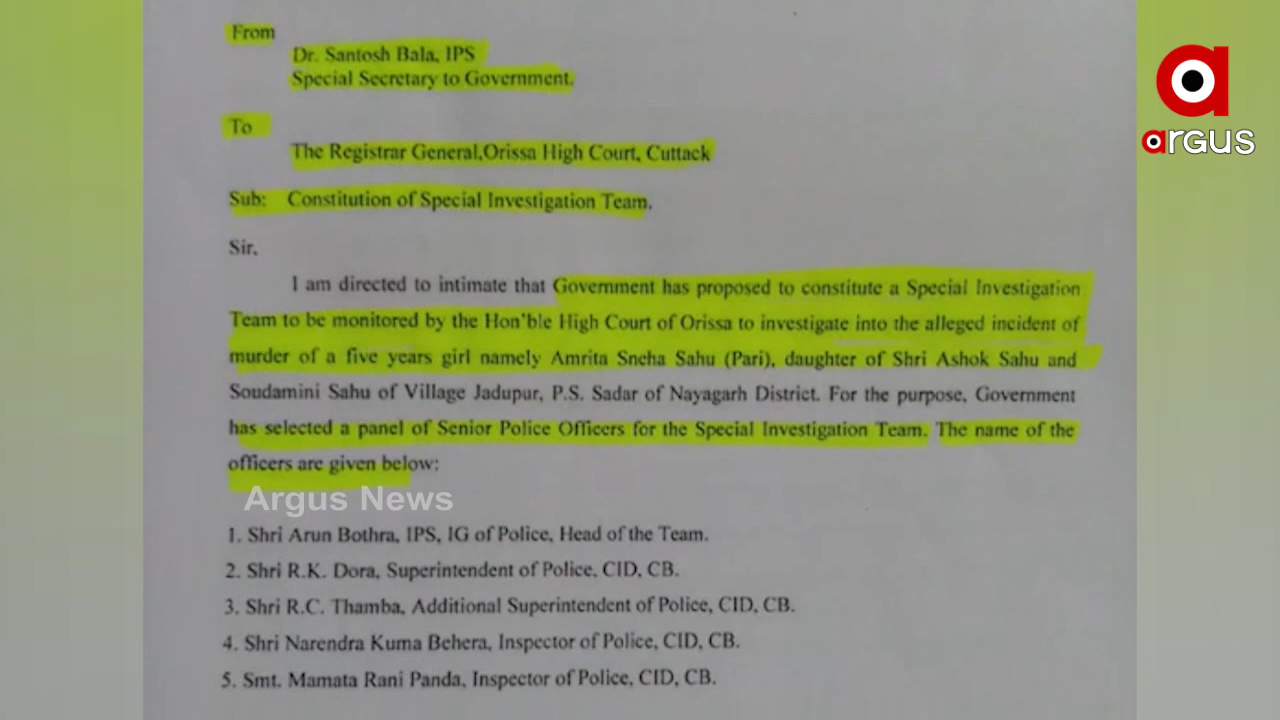 From
Dr. Santosh Bala, IPS
Special Secretary to Government.
To
The Registrar General,Orissa High Court, Cuttack
Sub: Constitution of Special Investigation Team.
Sir,
I am directed to intimate that Government has proposed to constitute a Special Investigation
Team to be monitored by the Hon'ble High Court of Orissa to investigate into the alleged incident of
murder of a five years girl namely Amrita Sneha Sahu (Pari), daughter of Shri Ashok Sahu and
Soudamini Sahu of Village Jadupur, P.S. Sadar of Nayagarh District. For the purpose, Government
has selected a panel of Senior Police Officers for the Special Investigation Team. The name of the
officers are given below:
1. Shri Arun Bothra, IPS, IG of Police, Head of the Team.
2. Shri R.K. Dora, Superintendent of Police, CID, CB.
3. Shri R.C. Thamba, Additional Superintendent of Police, CID, CB.
4. Shri Narendra Kuma Behera, Inspector of Police, CID, CB.
5. Smt. Mamata Rani Panda, Inspector of Police, CID, CB.
Argus News
a
argus